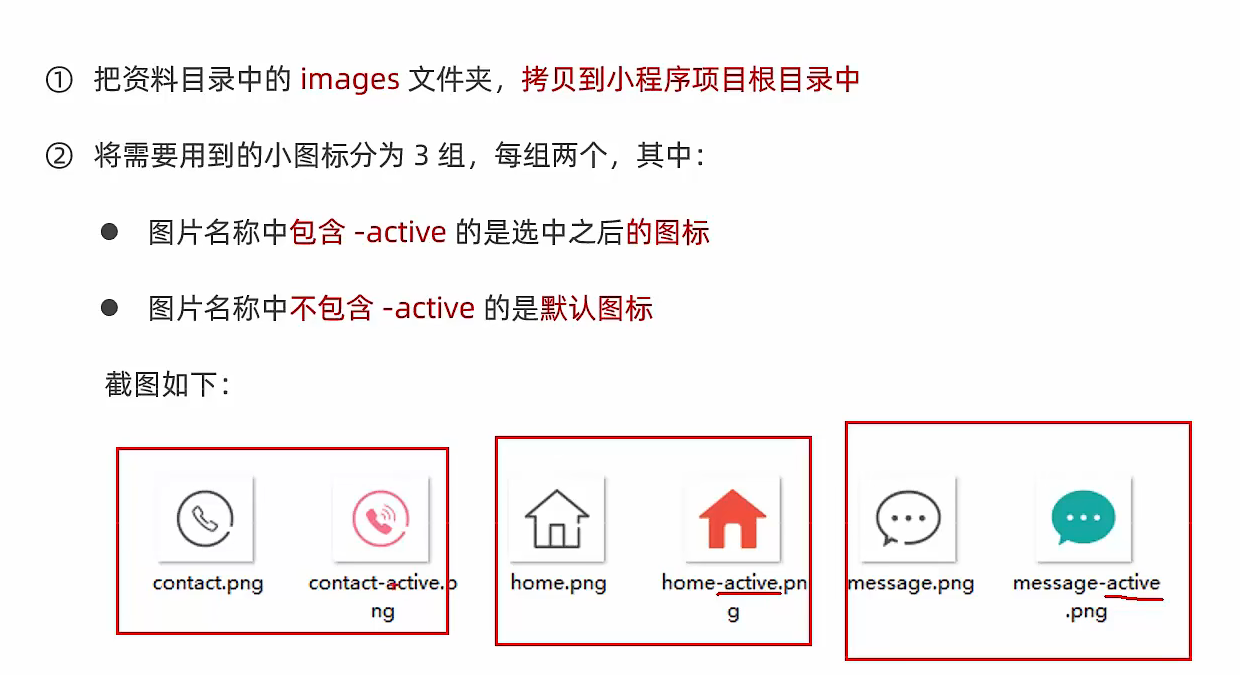 ① 把资料目录中的 images 文件夹，拷贝到小程序项目根目录中
② 将需要用到的小图标分为 3 组，每组两个，其中：
● 图片名称中包含 -active 的是选中之后的图标
● 图片名称中不包含 -active 的是默认图标
截图如下：
contact.png
contact-active.p
ng
home.png
home-active.pn
g
message.png
message-active
.png